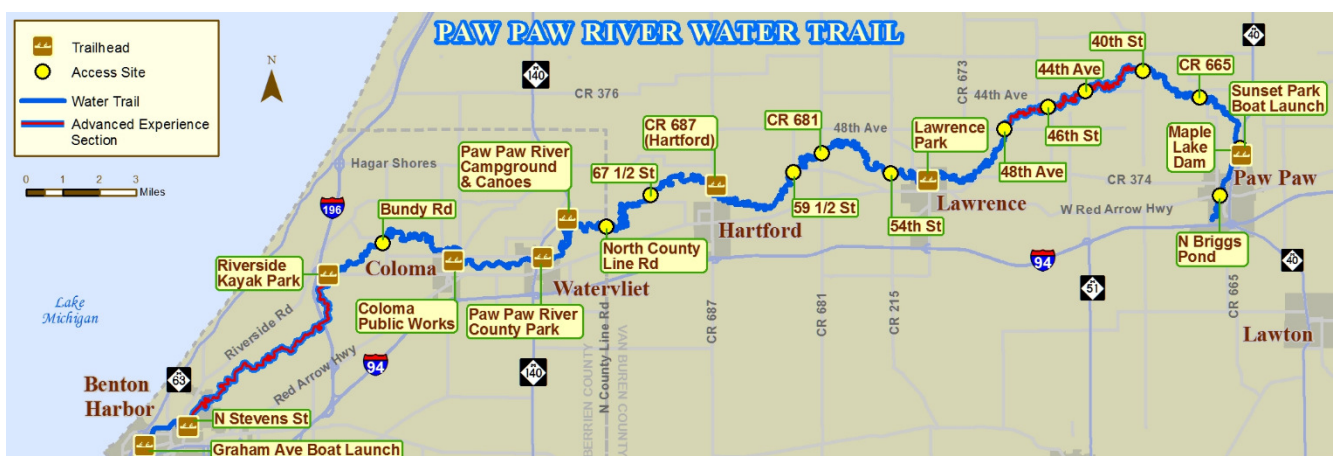 PAW PAW RIVER WATER TRAIL
Trailhead
Access Site
Water Trail
Advanced Experience
Section
0 1 2 3
Miles
N
M
140
M
40
40th St
44th Ave
CR 665
CR 673
44th Ave
Sunset Park
Boat Launch
CR 376
CR 687
(Hartford)
CR 681
48th Ave
Lawrence
Park
46th St
Maple
Lake
Dam
Hagar Shores
Paw Paw River
Campground
& Canoes
67 1/2 St
48th Ave
CR 374
Paw Paw
196
Bundy Rd
59 1/2 St
54th St
Lawrence
W Red Arrow Hwy
Hartford
North County
Line Rd
N Briggs
Pond
Riverside
Kayak Park
Coloma
Watervliet
94
40
Lake
Michigan
Coloma
Public Works
Paw Paw River
County Park
M
51
CR 687
CR 681
CR 215
CR 665
Lawton
Riverside Rd
Red Arrow Hwy
94
N County Line Rd
BERRIEN COUNTY
VAN BUREN COUNTY
M
63
M
140
Benton
Harbor
N Stevens St
Graham Ave Boat Launch